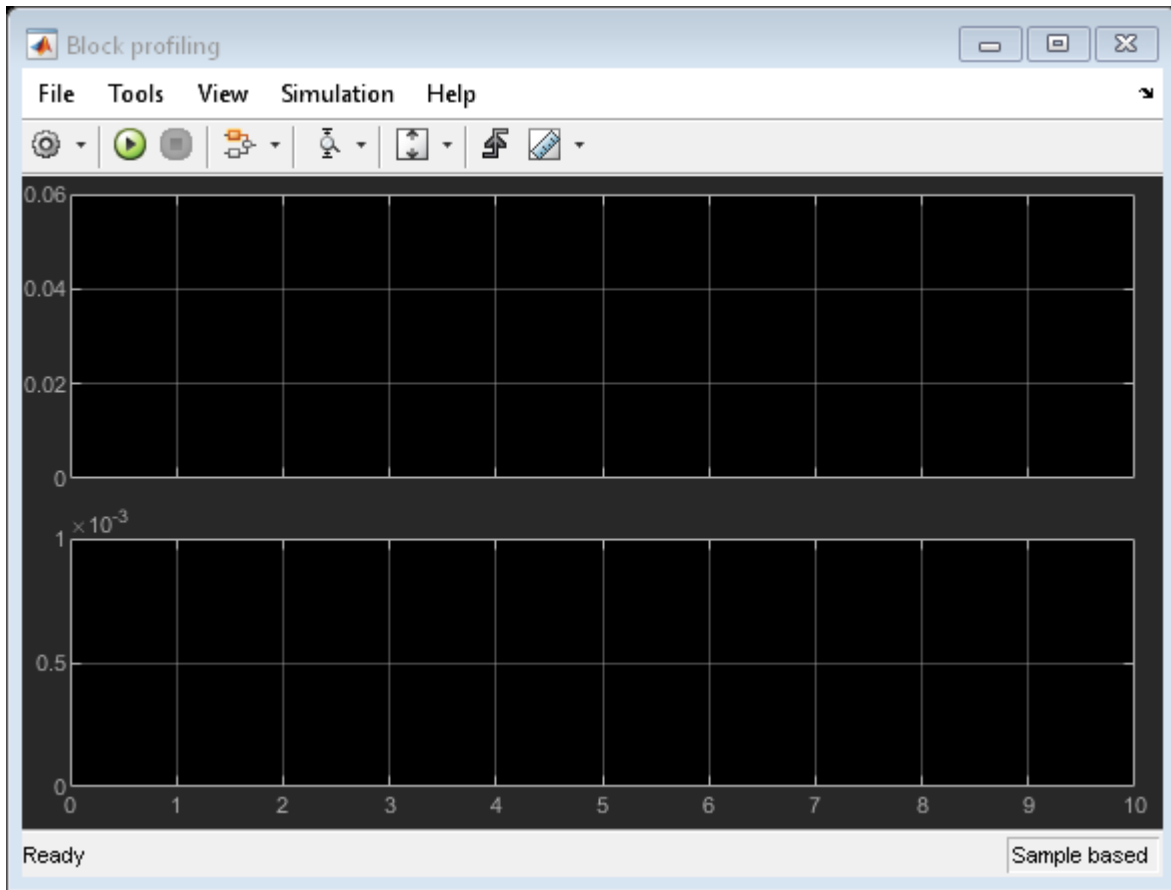 Block profiling
File Tools View Simulation Help
0.06
0.04
0.02
0
×10⁻³
1
0.5
0
0 1 2 3 4 5 6 7 8 9 10
Ready Sample based